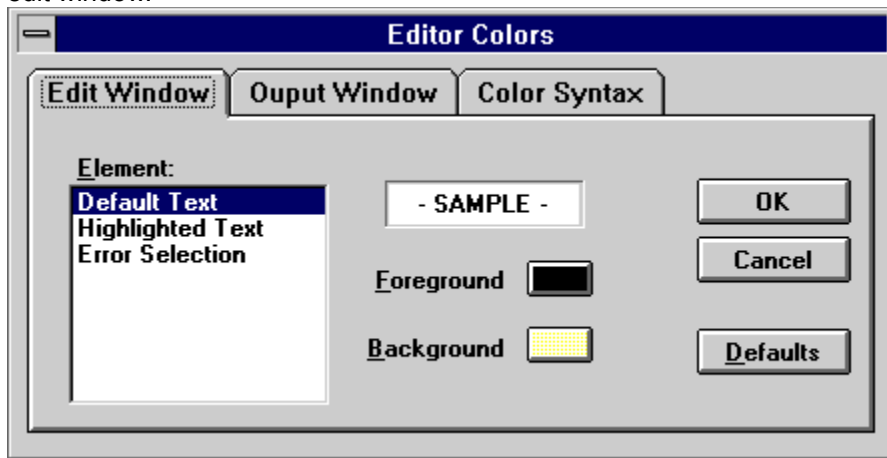 Editor Colors
Edit Window Ouput Window Color Syntax
Element:
Default Text
Highlighted Text
Error Selection
- SAMPLE -
Foreground
Background
OK
Cancel
Defaults